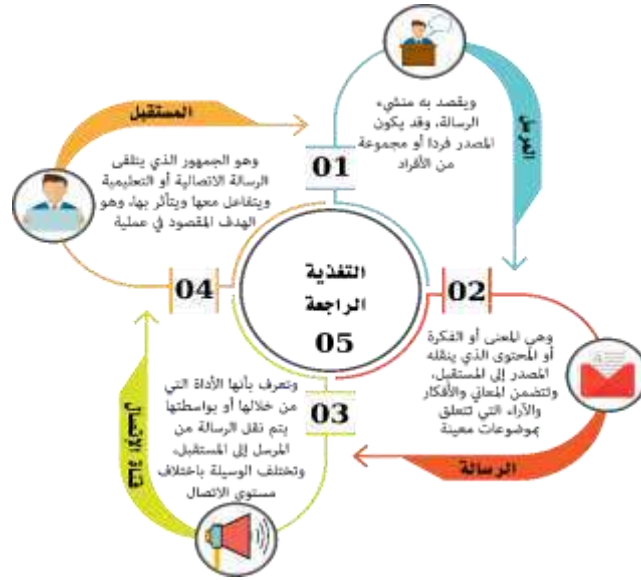 المرسل
01
ويقصد به منشيء
الرسالة، وقد يكون
المصدر فردا أو مجموعة
من الأفراد
02
وهي المعنى أو الفكرة
أو المحتوى الذي ينقله
المصدر إلى المستقبل،
وتتضمن المعاني والأفكار
والآراء التي تتعلق
بموضوعات معينة
الرسالة
03
وتعرف بأنها الأداة التي
من خلالها أو بواسطتها
يتم نقل الرسالة من
المرسل إلى المستقبل،
وتختلف الوسيلة باختلاف
مستوي الاتصال
قناة الإتصال
04
المستقبل
وهو الجمهور الذي يتلقى
الرسالة الاتصالية أو التعليمية
ويتفاعل معها ويتأثر بها، وهو
الهدف المقصود في عملية
التغذية
الراجعة
05